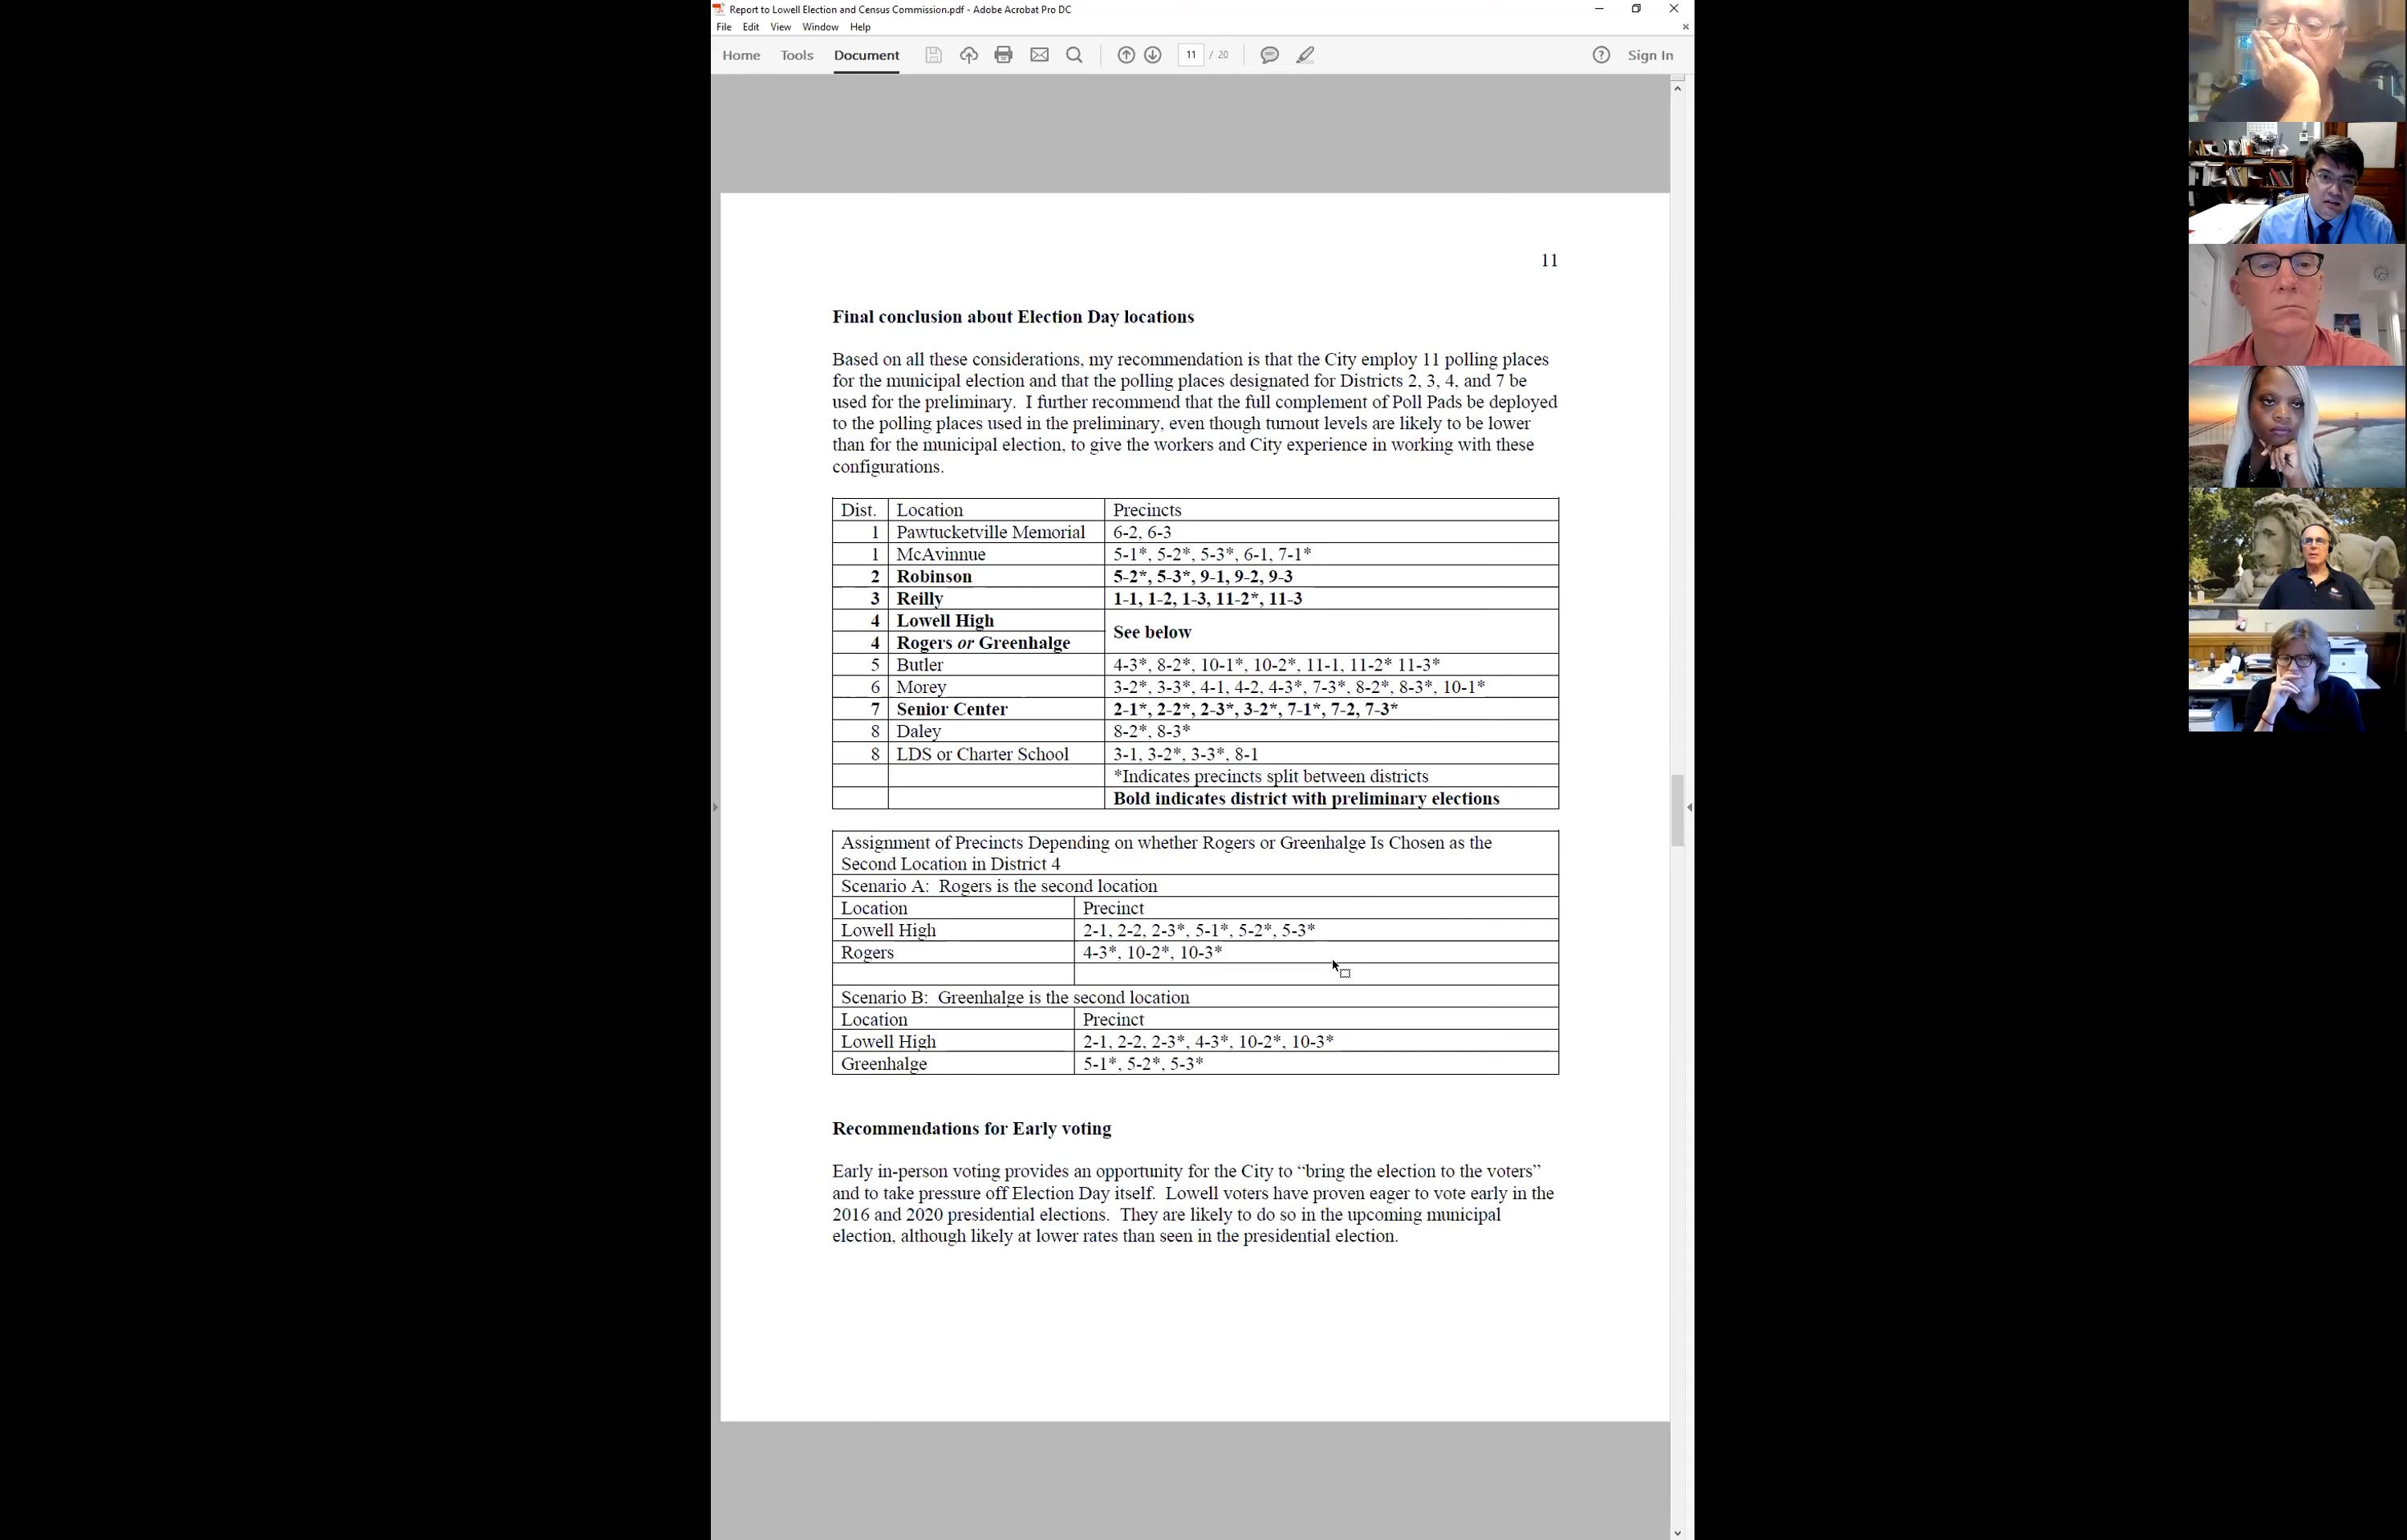 Report to Lowell Election and Census Commission.pdf - Adobe Acrobat Pro DC
File Edit View Window Help
Home Tools Document 11 / 20 Sign In
11
Final conclusion about Election Day locations
Based on all these considerations, my recommendation is that the City employ 11 polling places
for the municipal election and that the polling places designated for Districts 2, 3, 4, and 7 be
used for the preliminary. I further recommend that the full complement of Poll Pads be deployed
to the polling places used in the preliminary, even though turnout levels are likely to be lower
than for the municipal election, to give the workers and City experience in working with these
configurations.
Dist. Location Precincts
1 Pawtucketville Memorial 6-2, 6-3
1 McAvinnue 5-1*, 5-2*, 5-3*, 6-1, 7-1*
2 Robinson 5-2*, 5-3*, 9-1, 9-2, 9-3
3 Reilly 1-1, 1-2, 1-3, 11-2*, 11-3
4 Lowell High See below
4 Rogers or Greenhalge
5 Butler 4-3*, 8-2*, 10-1*, 10-2*, 11-1, 11-2* 11-3*
6 Morey 3-2*, 3-3*, 4-1, 4-2, 4-3*, 7-3*, 8-2*, 8-3*, 10-1*
7 Senior Center 2-1*, 2-2*, 2-3*, 3-2*, 7-1*, 7-2, 7-3*
8 Daley 8-2*, 8-3*
8 LDS or Charter School 3-1, 3-2*, 3-3*, 8-1
*Indicates precincts split between districts
Bold indicates district with preliminary elections
Assignment of Precincts Depending on whether Rogers or Greenhalge Is Chosen as the
Second Location in District 4
Scenario A: Rogers is the second location
Location Precinct
Lowell High 2-1, 2-2, 2-3*, 5-1*, 5-2*, 5-3*
Rogers 4-3*, 10-2*, 10-3*
Scenario B: Greenhalge is the second location
Location Precinct
Lowell High 2-1, 2-2, 2-3*, 4-3*, 10-2*, 10-3*
Greenhalge 5-1*, 5-2*, 5-3*
Recommendations for Early voting
Early in-person voting provides an opportunity for the City to “bring the election to the voters”
and to take pressure off Election Day itself. Lowell voters have proven eager to vote early in the
2016 and 2020 presidential elections. They are likely to do so in the upcoming municipal
election, although likely at lower rates than seen in the presidential election.